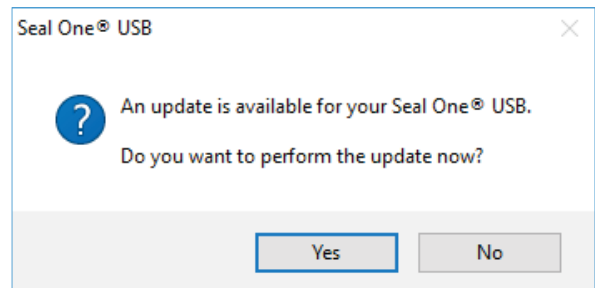 Seal One® USB
An update is available for your Seal One® USB.
Do you want to perform the update now?
Yes
No